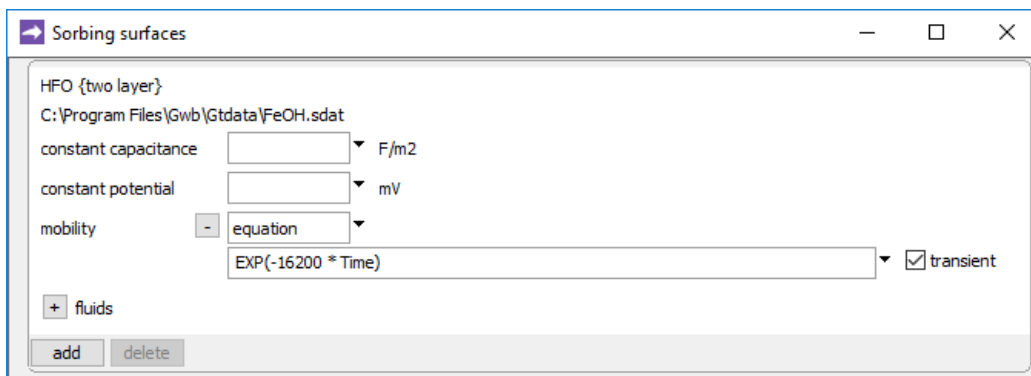 Sorbing surfaces
HFO {two layer}
C:\Program Files\Gwb\Gtdata\FeOH.sdat
constant capacitance F/m2
constant potential mV
mobility - equation
EXP(-16200 * Time) transient
+ fluids
add delete